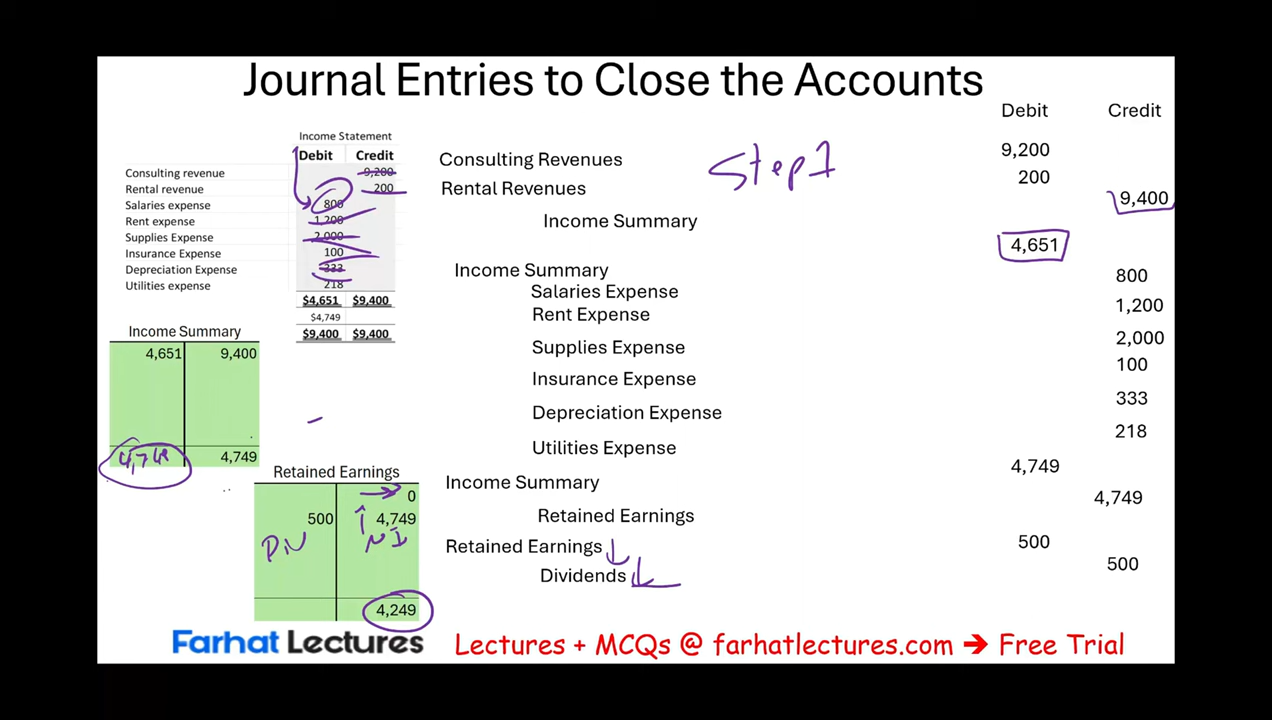 Journal Entries to Close the Accounts
Debit Credit
Income Statement
Debit Credit
Consulting revenue 9,200
Rental revenue 200
Salaries expense 800
Rent expense 1,200
Supplies Expense 2,000
Insurance Expense 100
Depreciation Expense 333
Utilities expense 218
$4,651 $9,400
$4,749
$9,400 $9,400
Step 1
Consulting Revenues 9,200
Rental Revenues 200
Income Summary 9,400
Income Summary 4,651
Salaries Expense 800
Rent Expense 1,200
Supplies Expense 2,000
Insurance Expense 100
Depreciation Expense 333
Utilities Expense 218
Income Summary 4,749
Retained Earnings 4,749
Retained Earnings 500
Dividends 500
Income Summary
4,651 9,400
4,749 4,749
Retained Earnings
0
500 4,749
DIV NI
4,249
Farhat Lectures
Lectures + MCQs @ farhatlectures.com → Free Trial